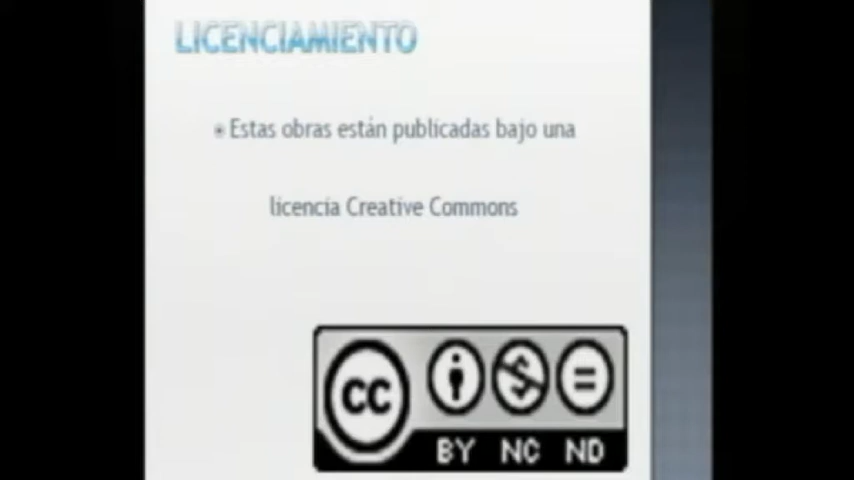 LICENCIAMIENTO
Estas obras están publicadas bajo una
licencia Creative Commons
CC
BY NC ND